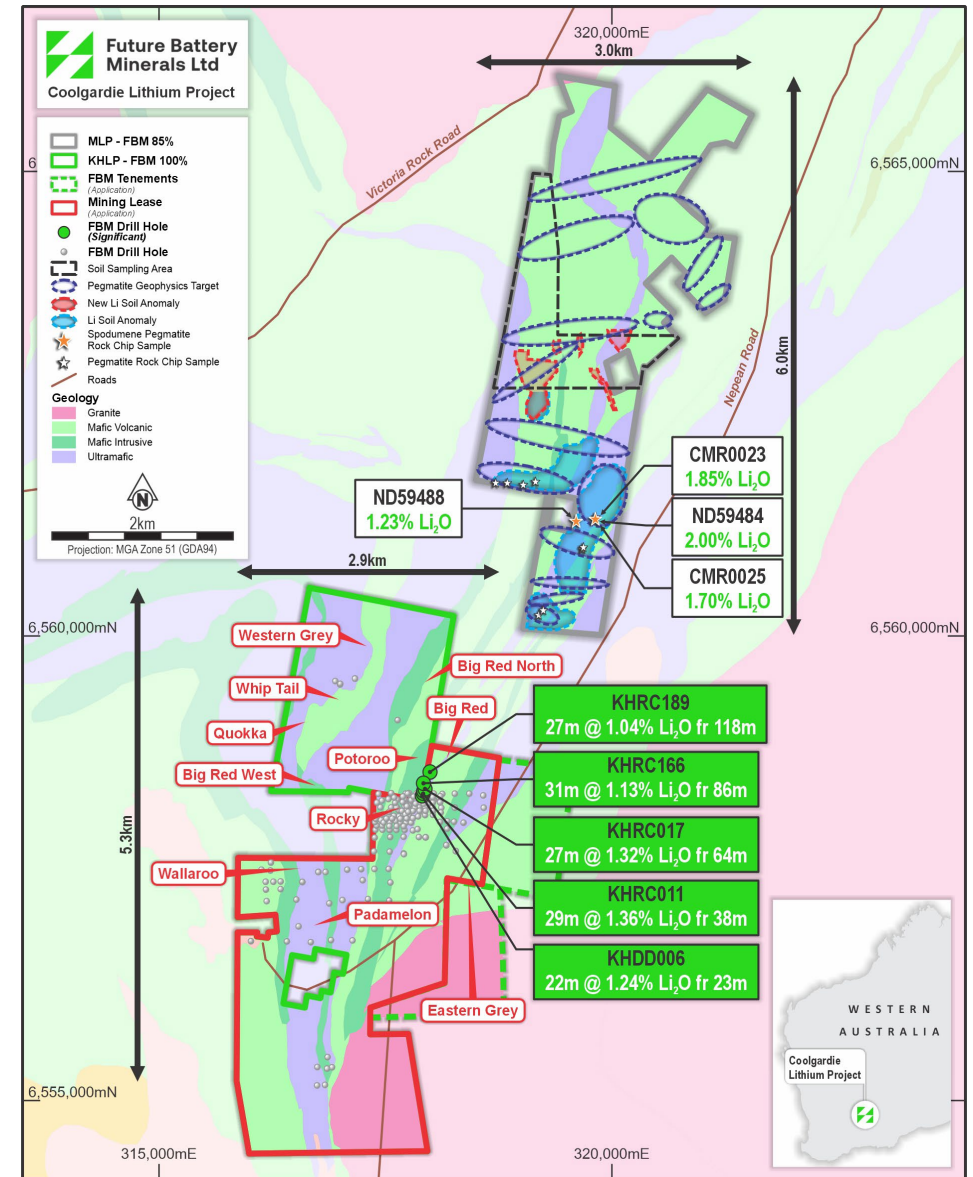 Future Battery
Minerals Ltd
Coolgardie Lithium Project
MLP - FBM 85%
KHLP - FBM 100%
FBM Tenements
(Application)
Mining Lease
(Application)
FBM Drill Hole
(Significant)
FBM Drill Hole
Soil Sampling Area
Pegmatite Geophysics Target
New Li Soil Anomaly
Li Soil Anomaly
Spodumene Pegmatite
Rock Chip Sample
Pegmatite Rock Chip Sample
Roads
Geology
Granite
Mafic Volcanic
Mafic Intrusive
Ultramafic
N
2km
Projection: MGA Zone 51 (GDA94)
320,000mE
3.0km
Victoria Rock Road
6
6,565,000mN
6.0km
Nepean Road
CMR0023
1.85% Li₂O
ND59488
1.23% Li₂O
ND59484
2.00% Li₂O
CMR0025
1.70% Li₂O
2.9km
6,560,000mN
6,560,000mN
Western Grey
Big Red North
Whip Tail
Big Red
Quokka
Potoroo
Big Red West
Rocky
5.3km
Wallaroo
Padamelon
Eastern Grey
KHRC189
27m @ 1.04% Li₂O fr 118m
KHRC166
31m @ 1.13% Li₂O fr 86m
KHRC017
27m @ 1.32% Li₂O fr 64m
KHRC011
29m @ 1.36% Li₂O fr 38m
KHDD006
22m @ 1.24% Li₂O fr 23m
6,555,000mN
315,000mE
320,000mE
WESTERN
AUSTRALIA
Coolgardie
Lithium Project